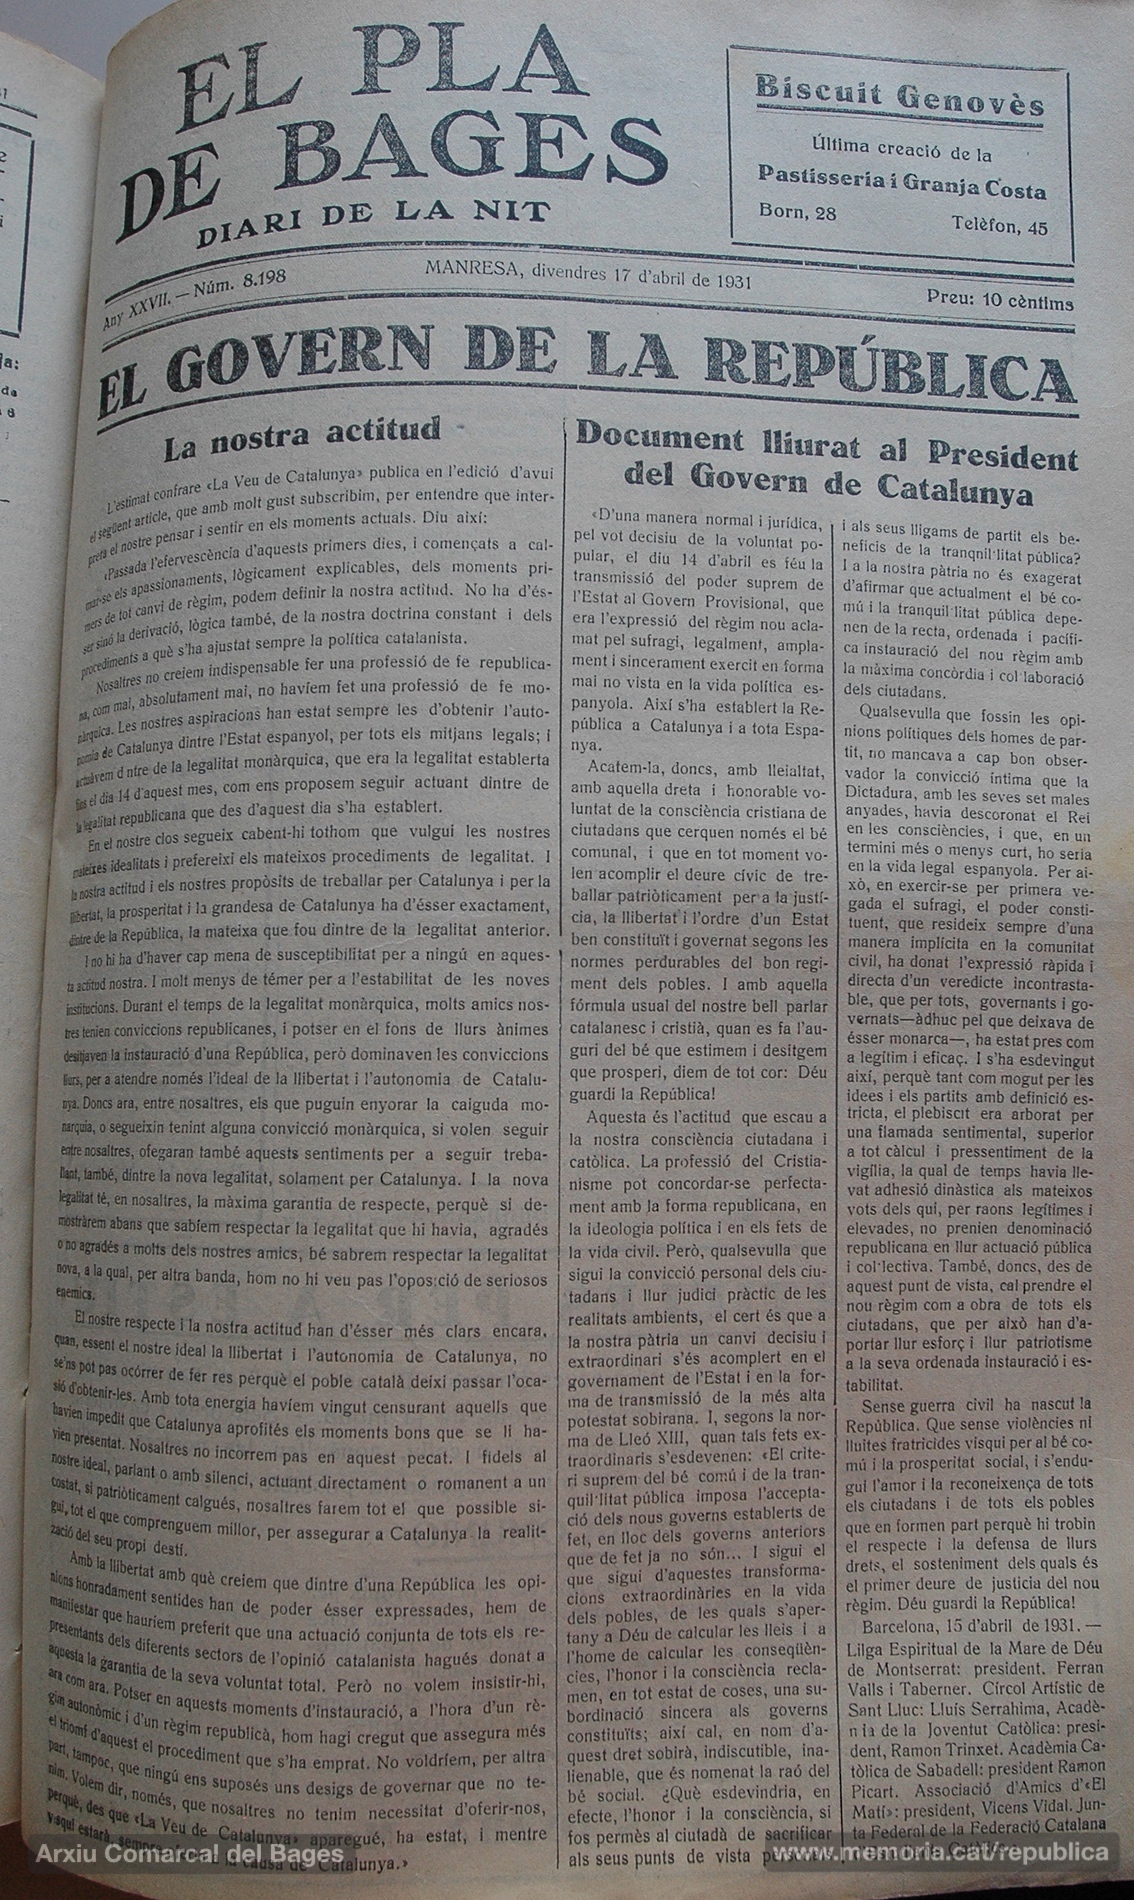 EL PLA
DE BAGES
DIARI DE LA NIT
Biscuit Genovès
Última creació de la
Pastisseria i Granja Costa
Born, 28
Telèfon, 45
Any XXVII. — Núm. 8.198
MANRESA, divendres 17 d'abril de 1931
Preu: 10 cèntims
EL GOVERN DE LA REPÚBLICA
La nostra actitud
L'estimat confrare «La Veu de Catalunya» publica en l'edició d'avui
el següent article, que amb molt gust subscribim, per entendre que inter-
preta el nostre pensar i sentir en els moments actuals. Diu així:
«Passada l'efervescència d'aquests primers dies, i començats a cal-
mar-se els apassionaments, lògicament explicables, dels moments pri-
mers de tot canvi de règim, podem definir la nostra actitud. No ha d'és-
ser sinó la derivació, lògica també, de la nostra doctrina constant i dels
procediments a què s'ha ajustat sempre la política catalanista.
Nosaltres no creiem indispensable fer una professió de fe republica-
na, com mai, absolutament mai, no havíem fet una professió de fe mo-
nàrquica. Les nostres aspiracions han estat sempre les d'obtenir l'auto-
nomia de Catalunya dintre l'Estat espanyol, per tots els mitjans legals; i
actuàvem dintre de la legalitat monàrquica, que era la legalitat establerta
fins el dia 14 d'aquest mes, com ens proposem seguir actuant dintre de
la legalitat republicana que des d'aquest dia s'ha establert.
En el nostre clos segueix cabent-hi tothom que vulgui les nostres
mateixes idealitats i prefereixi els mateixos procediments de legalitat. I
la nostra actitud i els nostres propòsits de treballar per Catalunya i per la
llibertat, la prosperitat i la grandesa de Catalunya ha d'ésser exactament,
dintre de la República, la mateixa que fou dintre de la legalitat anterior.
I no hi ha d'haver cap mena de susceptibilitat per a ningú en aques-
ta actitud nostra. I molt menys de témer per a l'estabilitat de les noves
institucions. Durant el temps de la legalitat monàrquica, molts amics nos-
tres tenien conviccions republicanes, i potser en el fons de llurs ànimes
desitjaven la instauració d'una República, però dominaven les conviccions
llurs, per a atendre només l'ideal de la llibertat i l'autonomia de Catalu-
nya. Doncs ara, entre nosaltres, els que puguin enyorar la caiguda mo-
narquia, o segueixin tenint alguna convicció monàrquica, si volen seguir
entre nosaltres, ofegaran també aquests sentiments per a seguir treba-
llant, també, dintre la nova legalitat, solament per Catalunya. I la nova
legalitat té, en nosaltres, la màxima garantia de respecte, perquè si de-
mostràrem abans que sabíem respectar la legalitat que hi havia, agradés
o no agradés a molts dels nostres amics, bé sabrem respectar la legalitat
nova, a la qual, per altra banda, hom no hi veu pas l'oposició de seriosos
enemics.
El nostre respecte i la nostra actitud han d'ésser més clars encara,
quan, essent el nostre ideal la llibertat i l'autonomia de Catalunya, no
se'ns pot pas ocórrer de fer res perquè el poble català deixi passar l'oca-
sió d'obtenir-les. Amb tota energia havíem vingut censurant aquells que
havien impedit que Catalunya aprofités els moments bons que se li ha-
vien presentat. Nosaltres no incorrem pas en aquest pecat. I fidels al
nostre ideal, parlant o amb silenci, actuant directament o romanent a un
costat, si patriòticament calgués, nosaltres farem tot el que possible si-
gui, tot el que comprenguem millor, per assegurar a Catalunya la realit-
zació del seu propi destí.
Amb la llibertat amb què creiem que dintre d'una República les opi-
nions honradament sentides han de poder ésser expressades, hem de
manifestar que hauríem preferit que una actuació conjunta de tots els re-
presentants dels diferents sectors de l'opinió catalanista hagués donat a
aquesta la garantia de la seva voluntat total. Però no volem insistir-hi,
ara com ara. Potser en aquests moments d'instauració, a l'hora d'un rè-
gim autonòmic i d'un règim republicà, hom hagi cregut que assegura més
el triomf d'aquest el procediment que s'ha emprat. No voldríem, per altra
part, tampoc, que ningú ens suposés uns desigs de governar que no te-
nim. Volem dir, només, que nosaltres no tenim necessitat d'oferir-nos,
perquè, des que «La Veu de Catalunya» aparegué, ha estat, i mentre
visqui estarà, sempre la causa de Catalunya.»
Document lliurat al President
del Govern de Catalunya
«D'una manera normal i jurídica,
pel vot decisiu de la voluntat po-
pular, el diu 14 d'abril es féu la
transmissió del poder suprem de
l'Estat al Govern Provisional, que
era l'expressió del règim nou acla-
mat pel sufragi, legalment, ampla-
ment i sincerament exercit en forma
mai no vista en la vida política es-
panyola. Així s'ha establert la Re-
pública a Catalunya i a tota Espa-
nya.
Acatem-la, doncs, amb lleialtat,
amb aquella dreta i honorable vo-
luntat de la consciència cristiana de
ciutadans que cerquen només el bé
comunal, i que en tot moment vo-
len acomplir el deure cívic de tre-
ballar patriòticament per a la justí-
cia, la llibertat i l'ordre d'un Estat
ben constituït i governat segons les
normes perdurables del bon regi-
ment dels pobles. I amb aquella
fórmula usual del nostre bell parlar
catalanesc i cristià, quan es fa l'au-
guri del bé que estimem i desitgem
que prosperi, diem de tot cor: Déu
guardi la República!
Aquesta és l'actitud que escau a
la nostra consciència ciutadana i
catòlica. La professió del Cristia-
nisme pot concordar-se perfecta-
ment amb la forma republicana, en
la ideologia política i en els fets de
la vida civil. Però, qualsevulla que
sigui la convicció personal dels ciu-
tadans i llur judici pràctic de les
realitats ambients, el cert és que a
la nostra pàtria un canvi decisiu i
extraordinari s'és acomplert en el
governament de l'Estat i en la for-
ma de transmissió de la més alta
potestat sobirana. I, segons la nor-
ma de Lleó XIII, quan tals fets ex-
traordinaris s'esdevenen: «El crite-
ri suprem del bé comú i de la tran-
quil·litat pública imposa l'accepta-
ció dels nous governs establerts de
fet, en lloc dels governs anteriors
que de fet ja no són... I sigui el
que sigui d'aquestes transforma-
cions extraordinàries en la vida
dels pobles, de les quals s'aper-
tany a Déu de calcular les lleis i a
l'home de calcular les conseqüèn-
cies, l'honor i la consciència recla-
men, en tot estat de coses, una su-
bordinació sincera als governs
constituïts; així cal, en nom d'a-
quest dret sobirà, indiscutible, ina-
lienable, que és nomenat la raó del
bé social. ¿Què esdevindria, en
efecte, l'honor i la consciència, si
fos permès al ciutadà de sacrificar
als seus punts de vista personals
i als seus lligams de partit els be-
neficis de la tranqnil·litat pública?
I a la nostra pàtria no és exagerat
d'afirmar que actualment el bé co-
mú i la tranquil·litat pública depe-
nen de la recta, ordenada i pacífi-
ca instauració del nou règim amb
la màxima concòrdia i col·laboració
dels ciutadans.
Qualsevulla que fossin les opi-
nions polítiques dels homes de par-
tit, no mancava a cap bon obser-
vador la convicció íntima que la
Dictadura, amb les seves set males
anyades, havia descoronat el Rei
en les consciències, i que, en un
termini més o menys curt, ho seria
en la vida legal espanyola. Per ai-
xò, en exercir-se per primera ve-
gada el sufragi, el poder consti-
tuent, que resideix sempre d'una
manera implícita en la comunitat
civil, ha donat l'expressió ràpida i
directa d'un veredicte incontrasta-
ble, que per tots, governants i go-
vernats—àdhuc pel que deixava de
ésser monarca—, ha estat pres com
a legítim i eficaç. I s'ha esdevingut
així, perquè tant com mogut per les
idees i els partits amb definició es-
tricta, el plebiscit era arborat per
una flamada sentimental, superior
a tot càlcul i pressentiment de la
vigília, la qual de temps havia lle-
vat adhesió dinàstica als mateixos
vots dels qui, per raons legítimes i
elevades, no prenien denominació
republicana en llur actuació pública
i col·lectiva. També, doncs, des de
aquest punt de vista, cal prendre el
nou règim com a obra de tots els
ciutadans, que per això han d'a-
portar llur esforç i llur patriotisme
a la seva ordenada instauració i es-
tabilitat.
Sense guerra civil ha nascut la
República. Que sense violències ni
lluites fratricides visqui per al bé co-
mú i la prosperitat social, i s'endu-
gui l'amor i la reconeixença de tots
els ciutadans i de tots els pobles
que en formen part perquè hi trobin
el respecte i la defensa de llurs
drets, el sosteniment dels quals és
el primer deure de justicia del nou
règim. Déu guardi la República!
Barcelona, 15 d'abril de 1931. —
Lilga Espiritual de la Mare de Déu
de Montserrat: president. Ferran
Valls i Taberner. Círcol Artístic de
Sant Lluc: Lluís Serrahima, Acadè-
nia de la Joventut Catòlica: presi-
dent, Ramon Trinxet. Acadèmia Ca-
tòlica de Sabadell: president Ramon
Picart. Associació d'Amics d'«El
Matí»: president, Vicens Vidal. Jun-
ta Federal de la Federació Catalana
Arxiu Comarcal del Bages
www.memoria.cat/republica